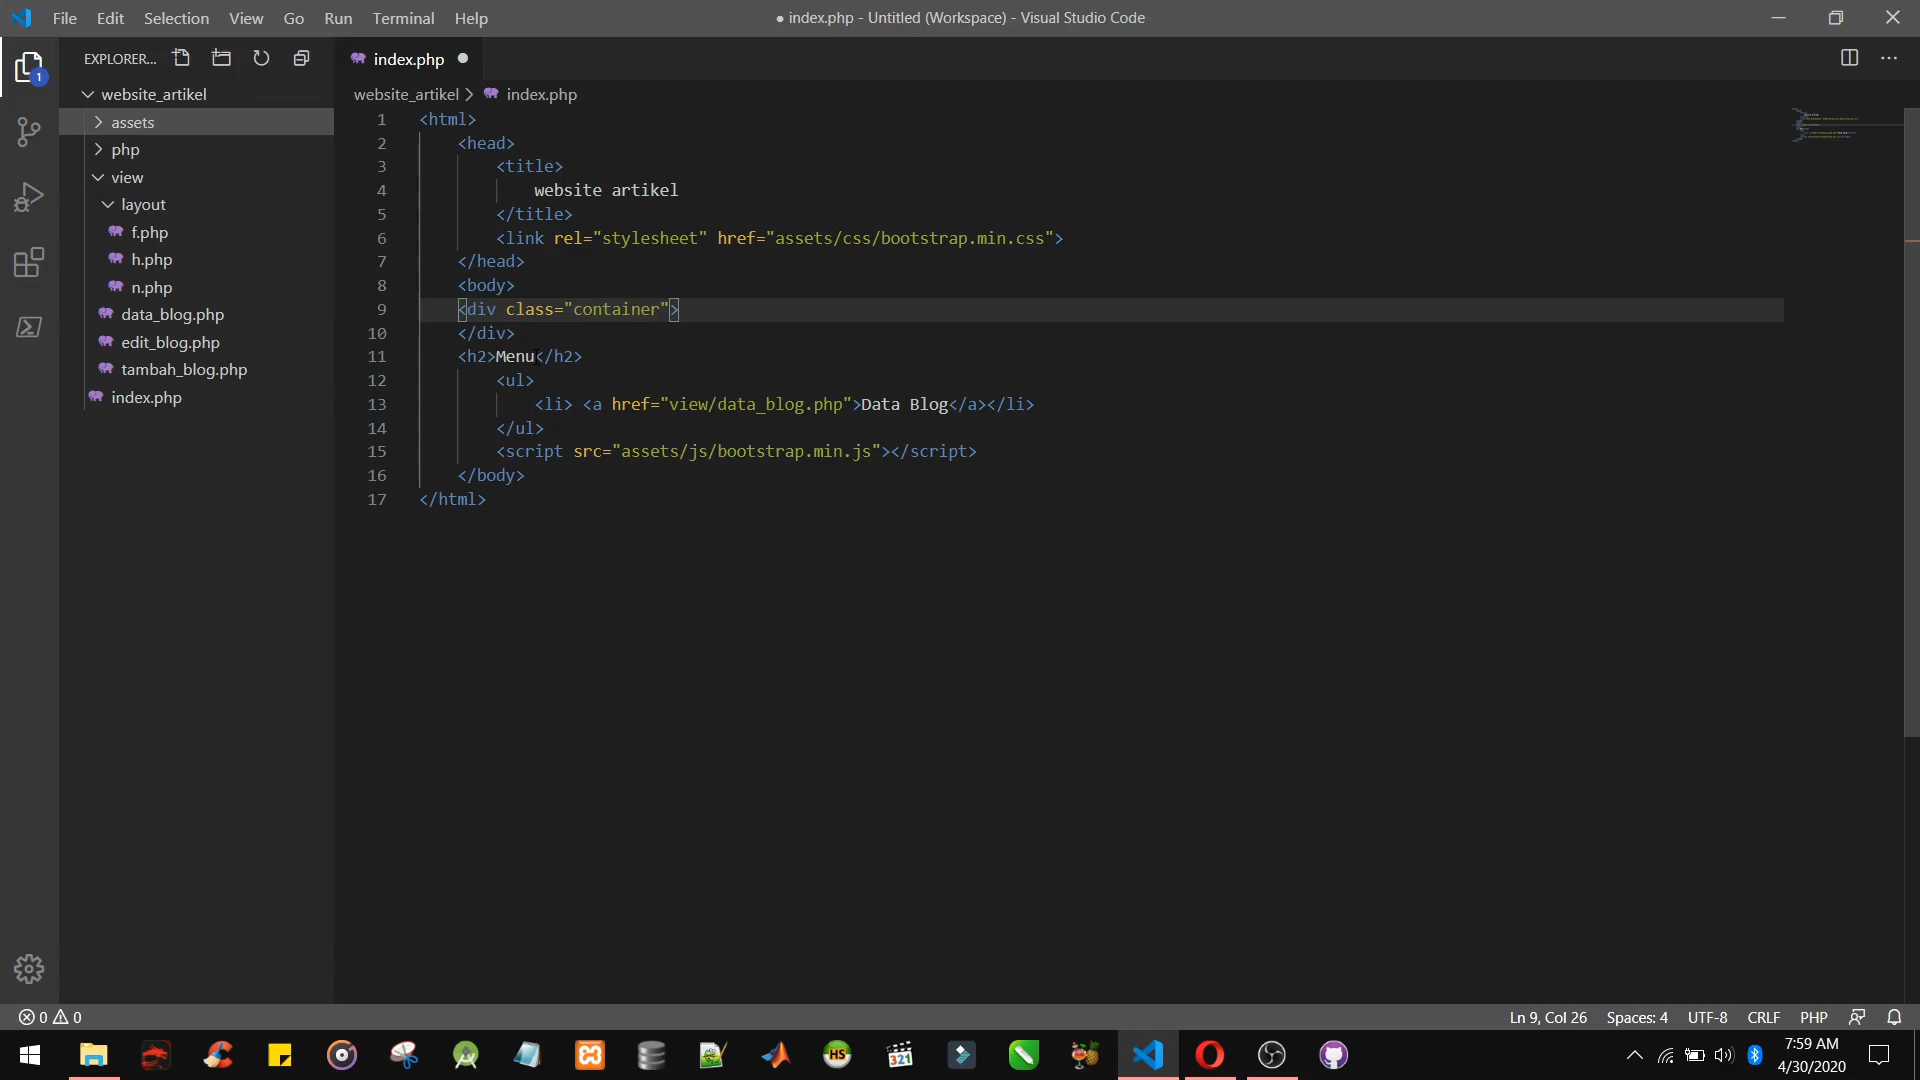 File Edit Selection View Go Run Terminal Help
● index.php - Untitled (Workspace) - Visual Studio Code
EXPLORER...
index.php
1
website_artikel
assets
php
view
layout
f.php
h.php
n.php
data_blog.php
edit_blog.php
tambah_blog.php
index.php
website_artikel > index.php
1 <html>
2 <head>
3 <title>
4 website artikel
5 </title>
6 <link rel="stylesheet" href="assets/css/bootstrap.min.css">
7 </head>
8 <body>
9 <div class="container">
10 </div>
11 <h2>Menu</h2>
12 <ul>
13 <li> <a href="view/data_blog.php">Data Blog</a></li>
14 </ul>
15 <script src="assets/js/bootstrap.min.js"></script>
16 </body>
17 </html>
0 0
Ln 9, Col 26 Spaces: 4 UTF-8 CRLF PHP
HS
321
7:59 AM
4/30/2020